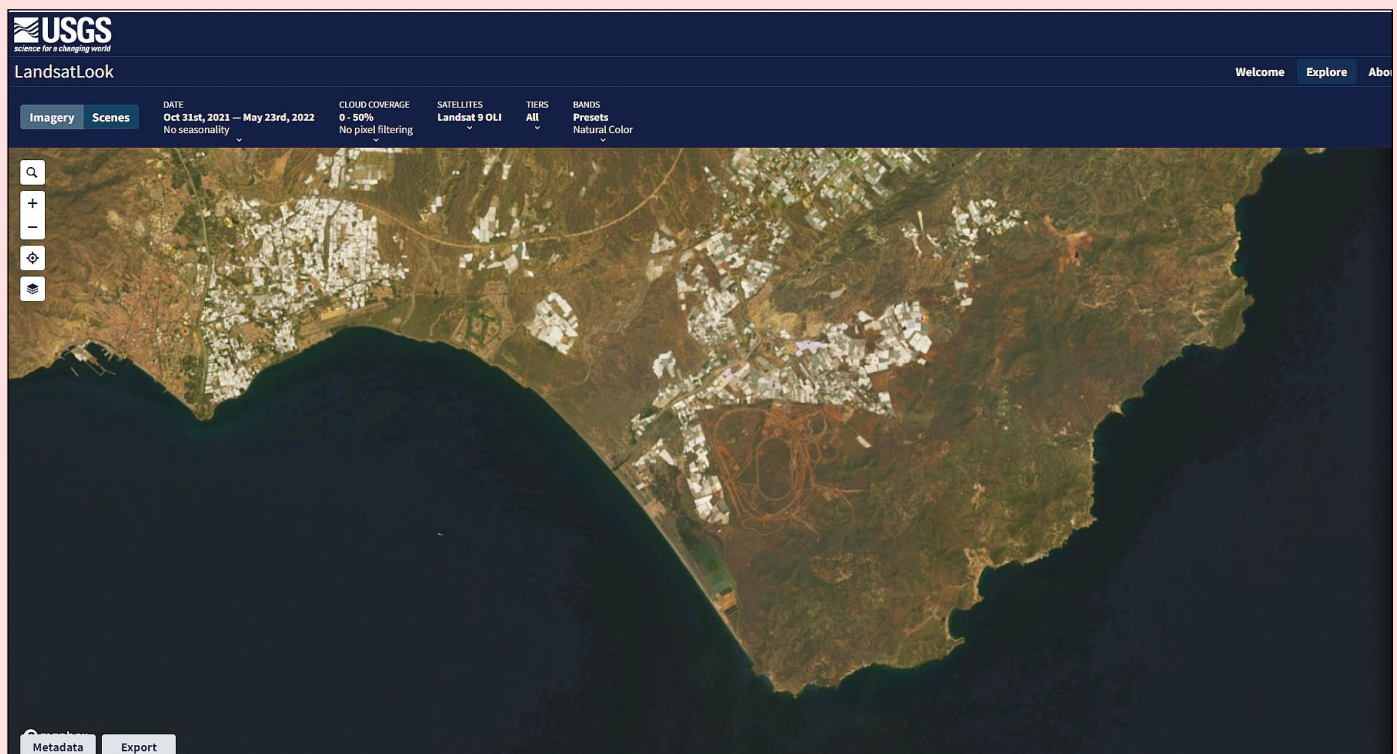 USGS
science for a changing world
LandsatLook
Welcome Explore
Imagery Scenes
DATE
Oct 31st, 2021 — May 23rd, 2022
No seasonality
CLOUD COVERAGE
0 - 50%
No pixel filtering
SATELLITES
Landsat 9 OLI
TIERS
All
BANDS
Presets
Natural Color
Metadata Export